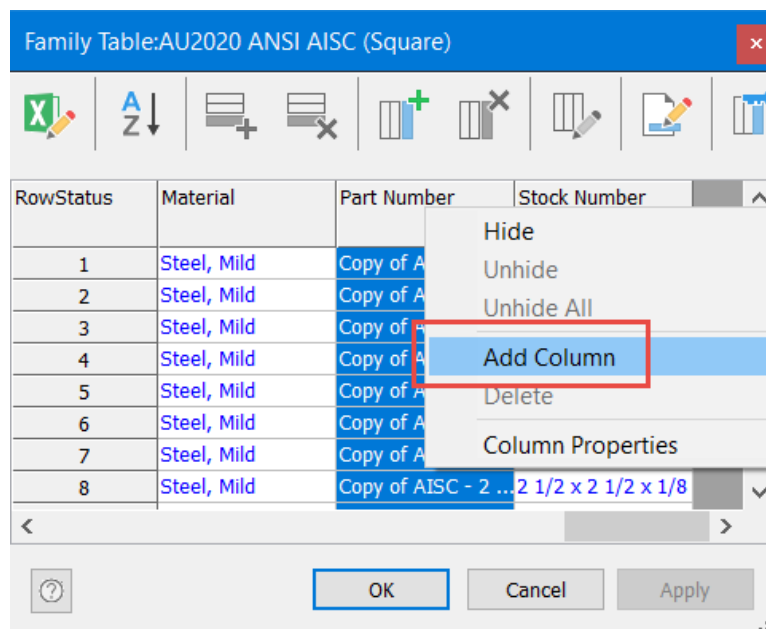 Family Table:AU2020 ANSI AISC (Square)
RowStatus Material Part Number Stock Number
Hide
Unhide
Unhide All
Add Column
Delete
Column Properties
1 Steel, Mild Copy of A
2 Steel, Mild Copy of A
3 Steel, Mild Copy of A
4 Steel, Mild Copy of A
5 Steel, Mild Copy of A
6 Steel, Mild Copy of A
7 Steel, Mild Copy of A
8 Steel, Mild Copy of AISC - 2 ... 2 1/2 x 2 1/2 x 1/8
OK Cancel Apply